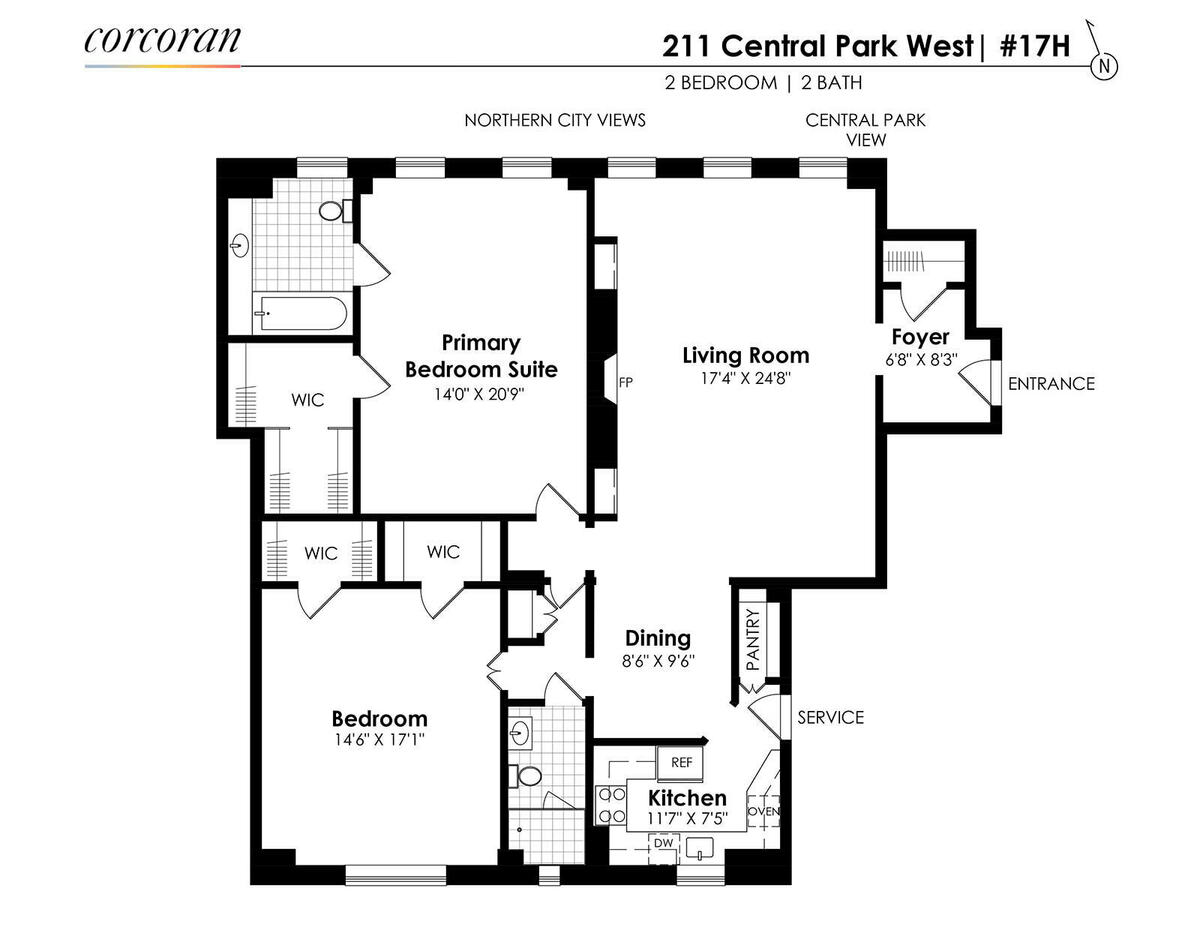 corcoran
211 Central Park West| #17H
N
2 BEDROOM | 2 BATH
NORTHERN CITY VIEWS
CENTRAL PARK
VIEW
Primary
Bedroom Suite
14'0" X 20'9"
Living Room
17'4" X 24'8"
Foyer
6'8" X 8'3"
FP
ENTRANCE
WIC
WIC
WIC
Dining
8'6" X 9'6"
PANTRY
Bedroom
14'6" X 17'1"
SERVICE
REF
Kitchen
11'7" X 7'5"
OVEN
DW